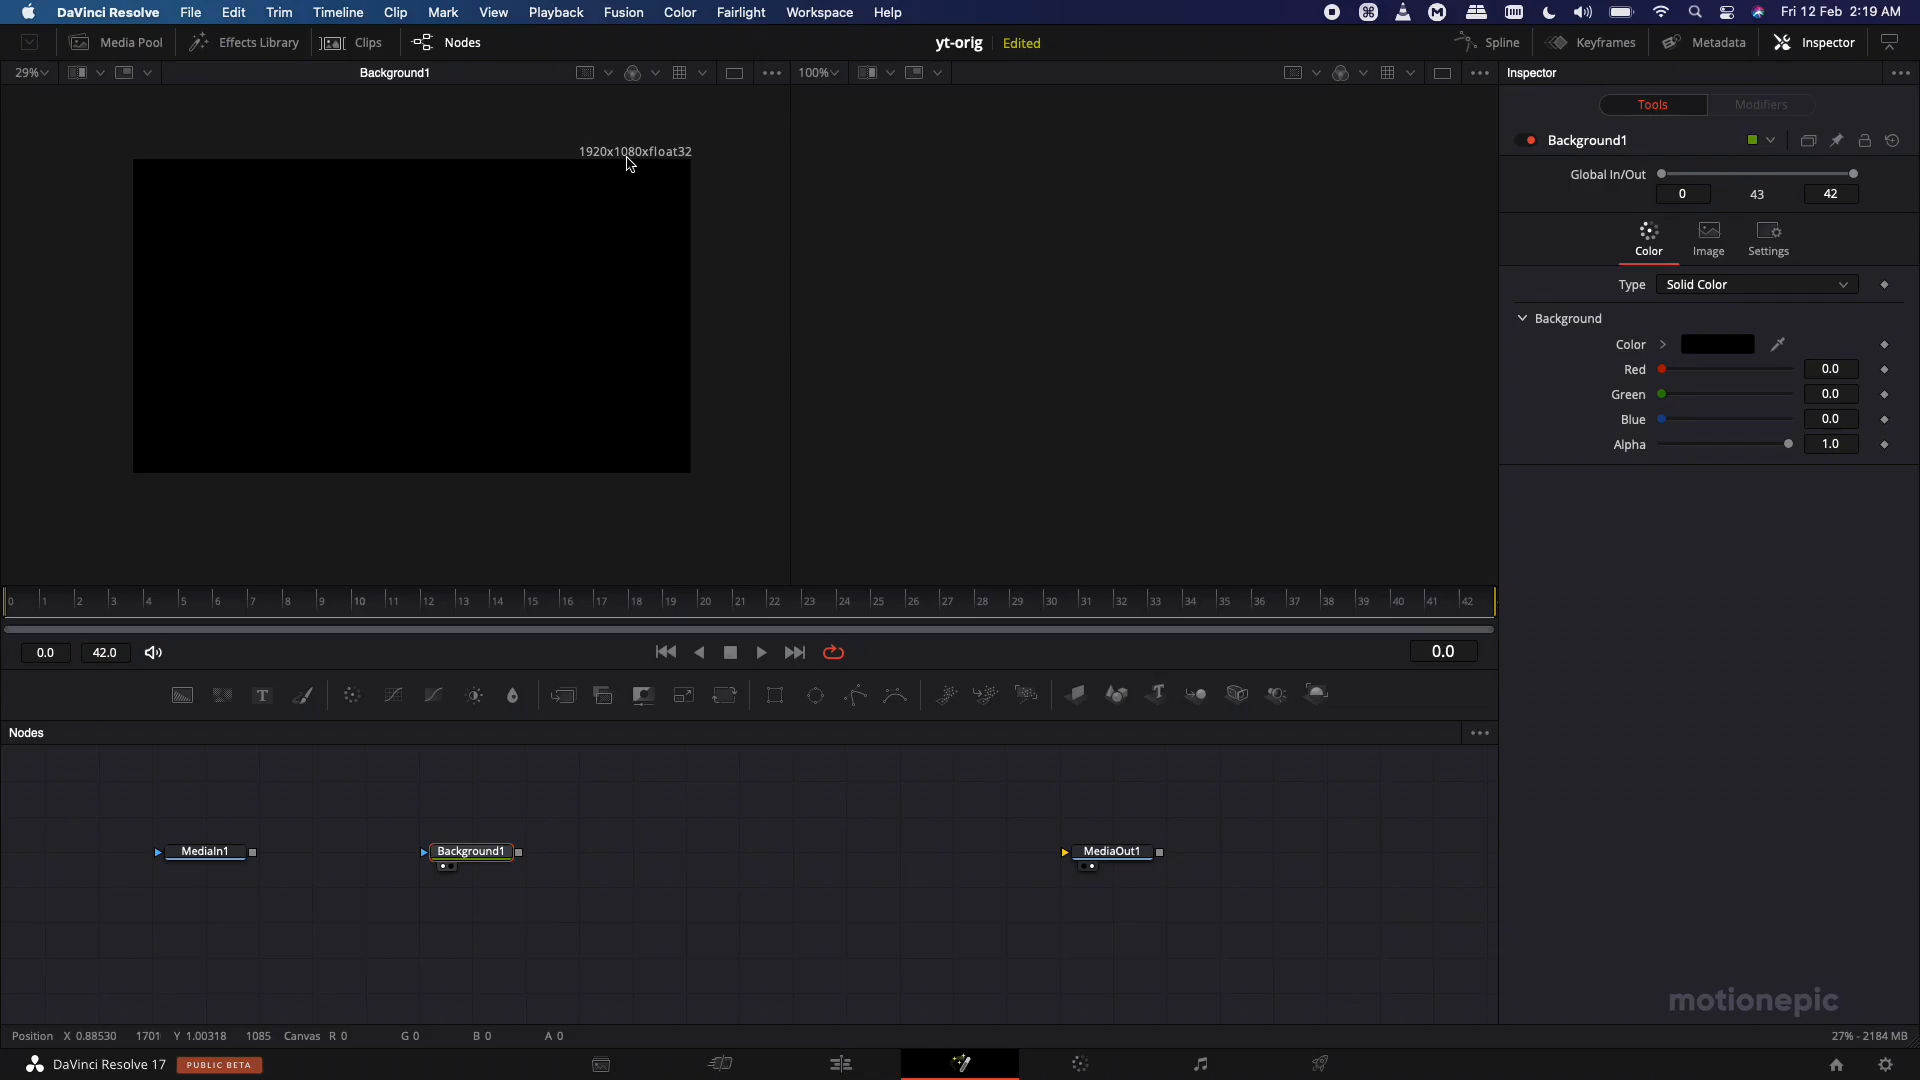 DaVinci Resolve File Edit Trim Timeline Clip Mark View Playback Fusion Color Fairlight Workspace Help Fri 12 Feb 2:19 AM
Media Pool Effects Library Clips Nodes yt-orig Edited Spline Keyframes Metadata Inspector
29% Background1 100% Inspector
Tools Modifiers
Background1
1920x1080xfloat32
Global In/Out
0 43 42
Color Image Settings
Type Solid Color
Background
Color
Red 0.0
Green 0.0
Blue 0.0
Alpha 1.0
0 1 2 3 4 5 6 7 8 9 10 11 12 13 14 15 16 17 18 19 20 21 22 23 24 25 26 27 28 29 30 31 32 33 34 35 36 37 38 39 40 41 42
0.0 42.0 0.0
Nodes
MediaIn1 Background1 MediaOut1
motionepic
Position X 0.88530 1701 Y 1.00318 1085 Canvas R 0 G 0 B 0 A 0 27% - 2184 MB
DaVinci Resolve 17 PUBLIC BETA